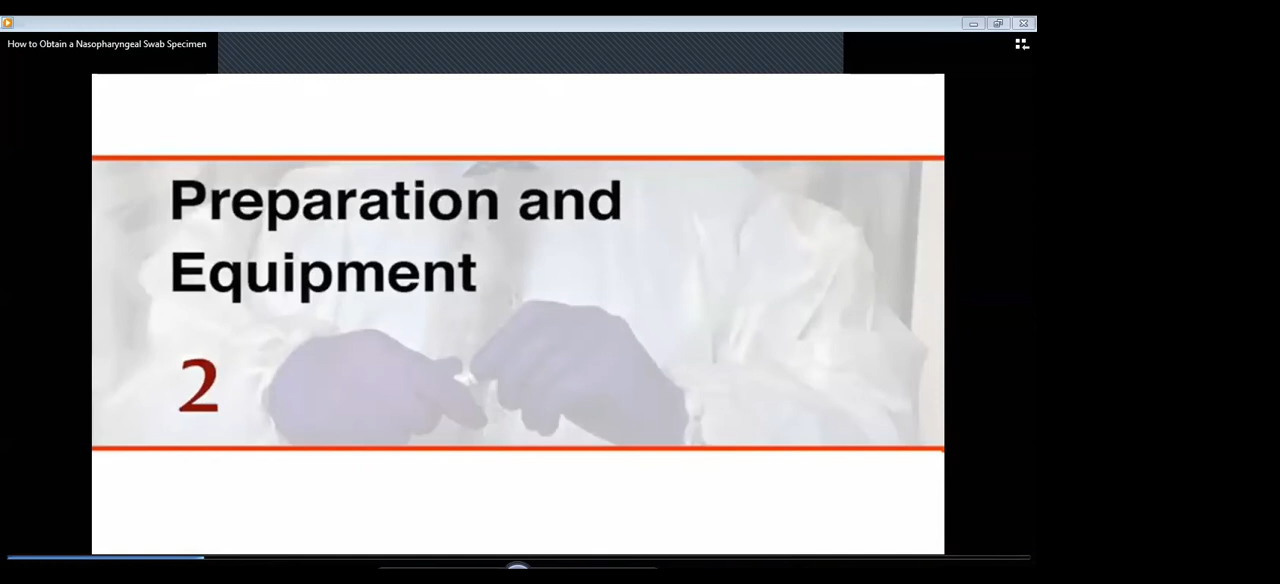 How to Obtain a Nasopharyngeal Swab Specimen
Preparation and
Equipment
2